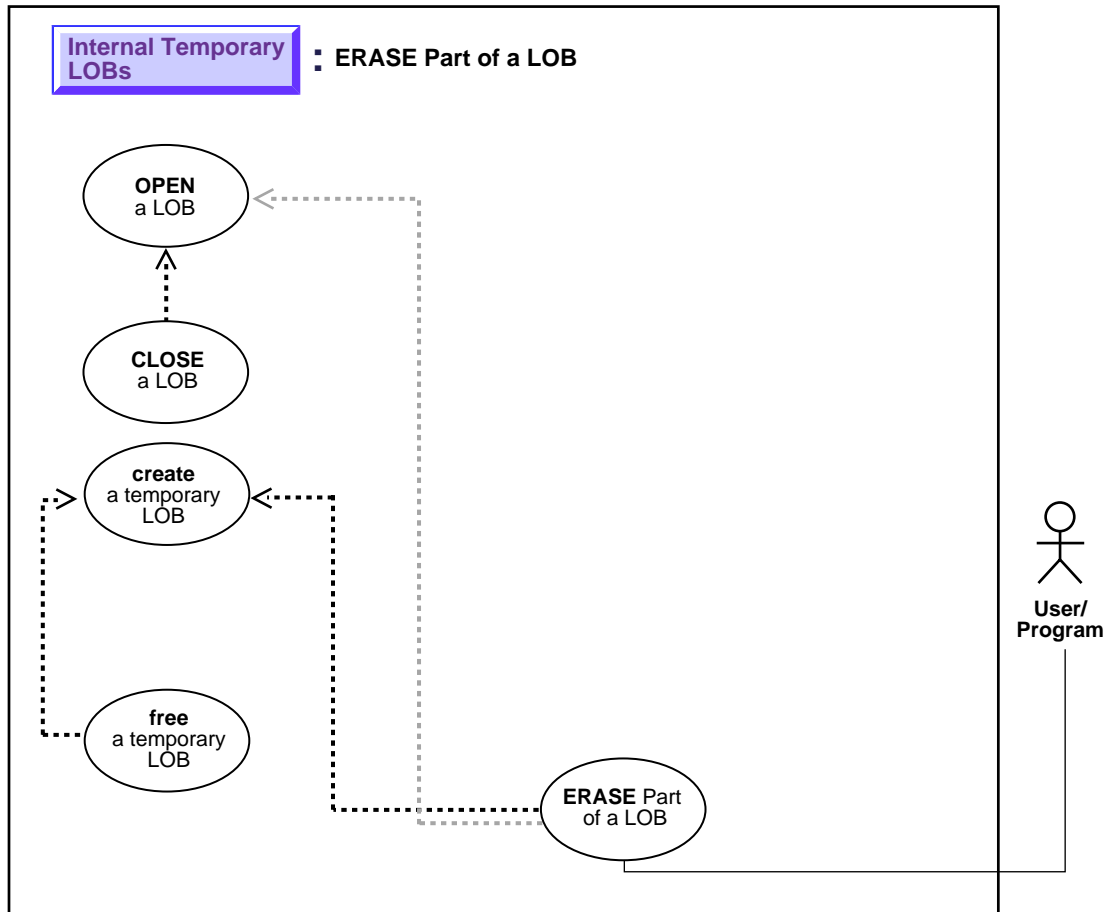 Internal Temporary
LOBs
: ERASE Part of a LOB
OPEN
a LOB
CLOSE
a LOB
create
a temporary
LOB
User/
Program
free
a temporary
LOB
ERASE Part
of a LOB